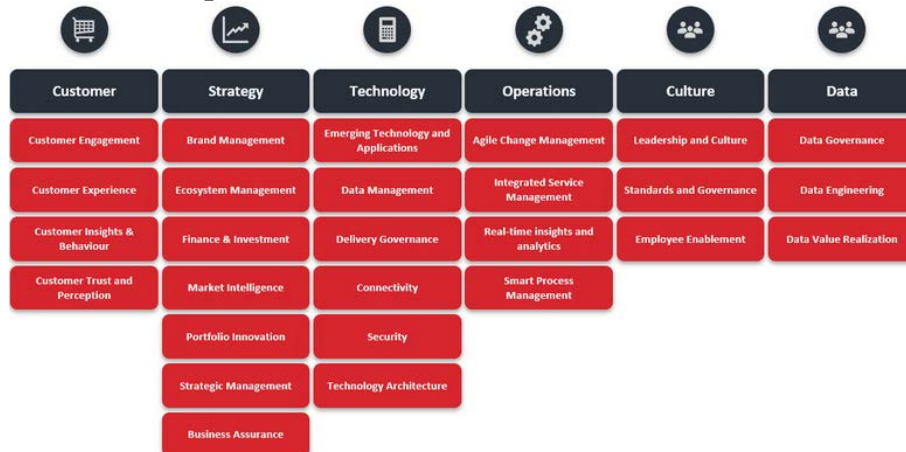 Customer
Strategy
Technology
Operations
Culture
Data
Customer Engagement
Brand Management
Emerging Technology and
Applications
Agile Change Management
Leadership and Culture
Data Governance
Customer Experience
Ecosystem Management
Data Management
Integrated Service
Management
Standards and Governance
Data Engineering
Customer Insights &
Behaviour
Finance & Investment
Delivery Governance
Real-time insights and
analytics
Employee Enablement
Data Value Realization
Customer Trust and
Perception
Market Intelligence
Connectivity
Smart Process
Management
Portfolio Innovation
Security
Strategic Management
Technology Architecture
Business Assurance